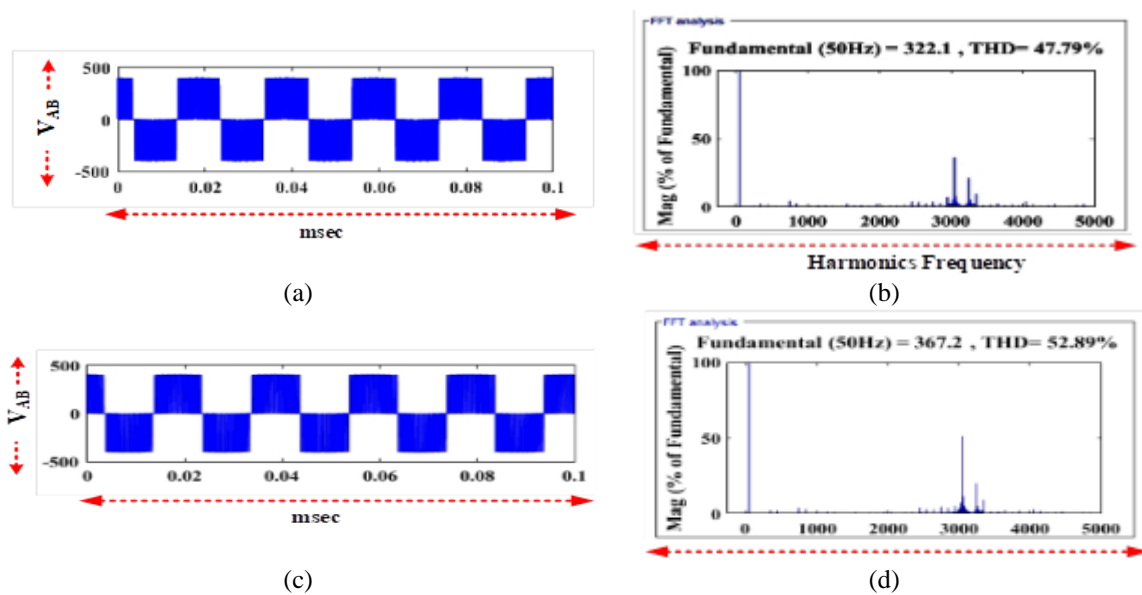 500
0
-500
V_AB
0 0.02 0.04 0.06 0.08 0.1
msec
(a)
FFT analysis
Fundamental (50Hz) = 322.1 , THD= 47.79%
100
50
0
Mag (% of Fundamental)
0 1000 2000 3000 4000 5000
Harmonics Frequency
(b)
500
0
-500
V_AB
0 0.02 0.04 0.06 0.08 0.1
msec
(c)
FFT analysis
Fundamental (50Hz) = 367.2 , THD= 52.89%
100
50
0
Mag (% of Fundamental)
0 1000 2000 3000 4000 5000
(d)